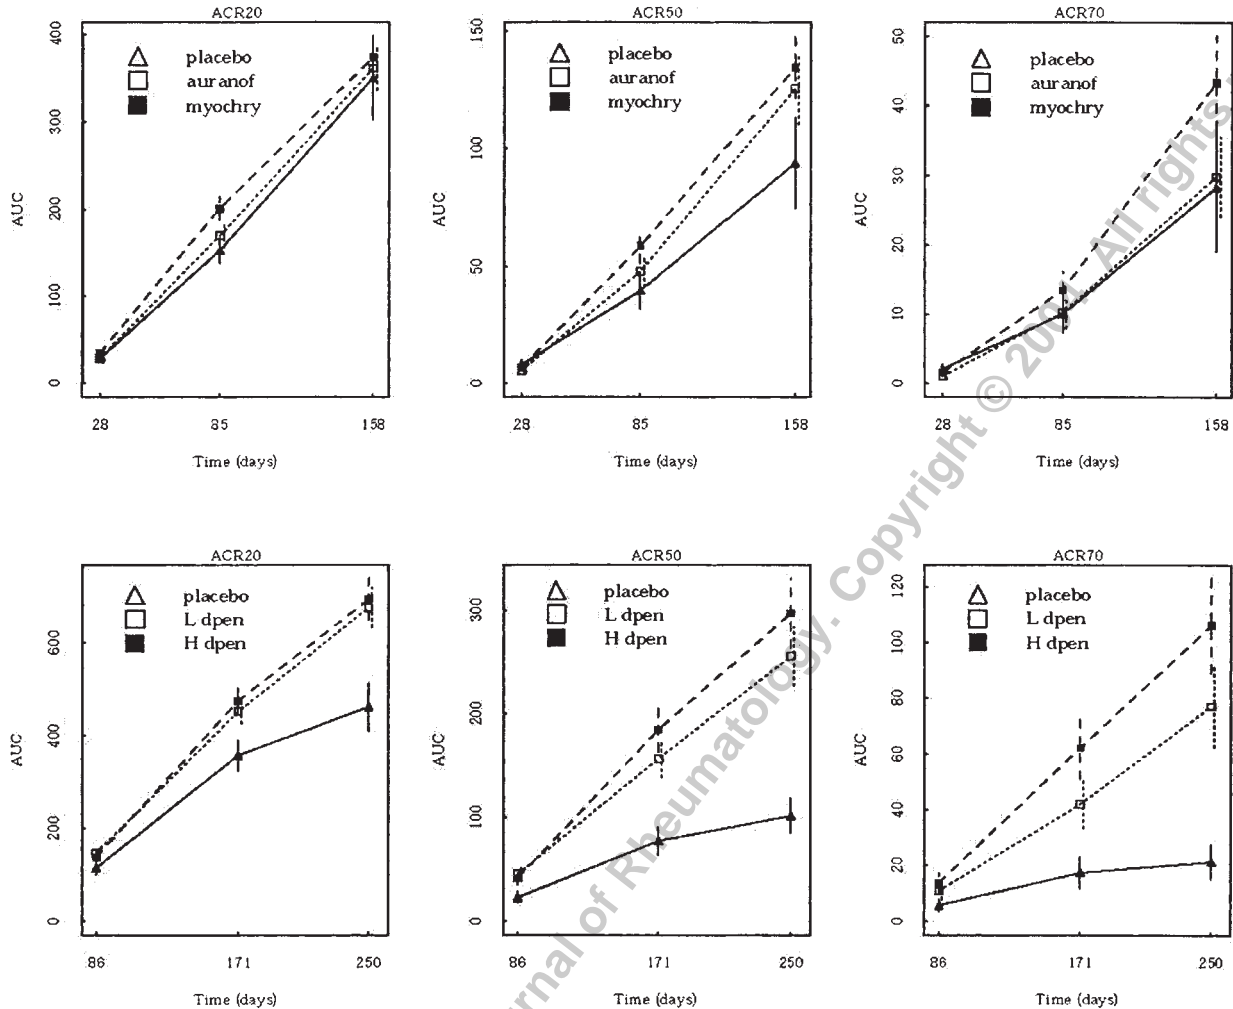 ACR20
AUC
400
300
200
100
0
placebo
auranof
myochry
28 85 158
Time (days)
ACR50
AUC
150
100
50
0
placebo
auranof
myochry
28 85 158
Time (days)
ACR70
AUC
50
40
30
20
10
0
placebo
auranof
myochry
28 85 158
Time (days)
ACR20
AUC
600
400
200
0
placebo
L dpen
H dpen
86 171 250
Time (days)
ACR50
AUC
300
200
100
0
placebo
L dpen
H dpen
86 171 250
Time (days)
ACR70
AUC
120
100
80
60
40
20
0
placebo
L dpen
H dpen
86 171 250
Time (days)
of Rheumatology. Copyright © All rights